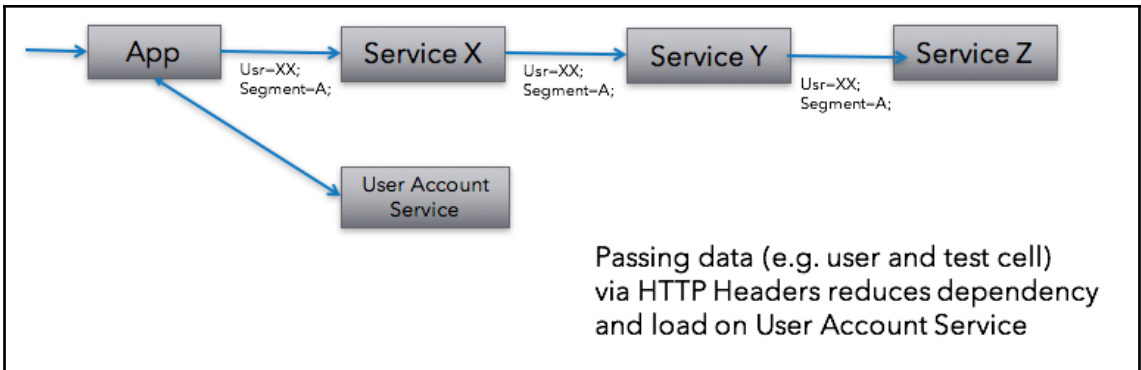 App
Service X
Service Y
Service Z
Usr=XX;
Segment=A;
Usr=XX;
Segment=A;
Usr=XX;
Segment=A;
User Account
Service
Passing data (e.g. user and test cell)
via HTTP Headers reduces dependency
and load on User Account Service